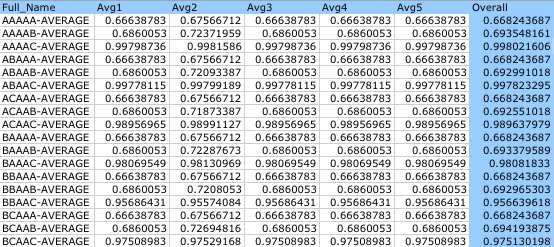 Full_Name Avg1 Avg2 Avg3 Avg4 Avg5 Overall
AAAAA-AVERAGE 0.66638783 0.67566712 0.66638783 0.66638783 0.66638783 0.668243687
AAAAB-AVERAGE 0.6860053 0.72371959 0.6860053 0.6860053 0.6860053 0.693548161
AAAAC-AVERAGE 0.99798736 0.9981586 0.99798736 0.99798736 0.99798736 0.998021606
ABAAA-AVERAGE 0.66638783 0.67566712 0.66638783 0.66638783 0.66638783 0.668243687
ABAAB-AVERAGE 0.6860053 0.72093387 0.6860053 0.6860053 0.6860053 0.692991018
ABAAC-AVERAGE 0.99778115 0.99799189 0.99778115 0.99778115 0.99778115 0.997823295
ACAAA-AVERAGE 0.66638783 0.67566712 0.66638783 0.66638783 0.66638783 0.668243687
ACAAB-AVERAGE 0.6860053 0.71873387 0.6860053 0.6860053 0.6860053 0.692551018
ACAAC-AVERAGE 0.98956965 0.98991127 0.98956965 0.98956965 0.98956965 0.989637979
BAAAA-AVERAGE 0.66638783 0.67566712 0.66638783 0.66638783 0.66638783 0.668243687
BAAAB-AVERAGE 0.6860053 0.72287673 0.6860053 0.6860053 0.6860053 0.693379589
BAAAC-AVERAGE 0.98069549 0.98130969 0.98069549 0.98069549 0.98069549 0.98081833
BBAAA-AVERAGE 0.66638783 0.67566712 0.66638783 0.66638783 0.66638783 0.668243687
BBAAB-AVERAGE 0.6860053 0.7208053 0.6860053 0.6860053 0.6860053 0.692965303
BBAAC-AVERAGE 0.95686431 0.95574084 0.95686431 0.95686431 0.95686431 0.956639618
BCAAA-AVERAGE 0.66638783 0.67566712 0.66638783 0.66638783 0.66638783 0.668243687
BCAAB-AVERAGE 0.6860053 0.72694816 0.6860053 0.6860053 0.6860053 0.694193875
BCAAC-AVERAGE 0.97508983 0.97529168 0.97508983 0.97508983 0.97508983 0.975130195